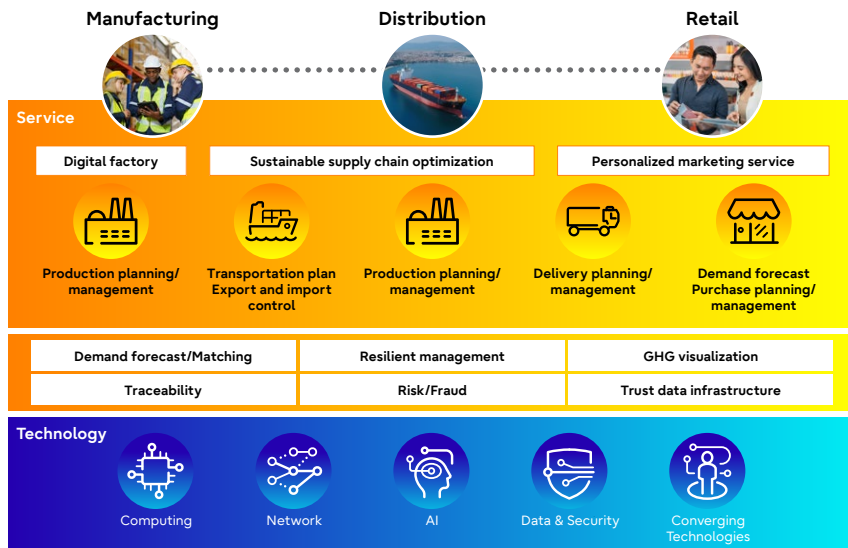 Manufacturing
Distribution
Retail
Service
Digital factory
Sustainable supply chain optimization
Personalized marketing service
Production planning/
management
Transportation plan
Export and import
control
Production planning/
management
Delivery planning/
management
Demand forecast
Purchase planning/
management
Demand forecast/Matching
Resilient management
GHG visualization
Traceability
Risk/Fraud
Trust data infrastructure
Technology
Computing
Network
AI
Data & Security
Converging
Technologies